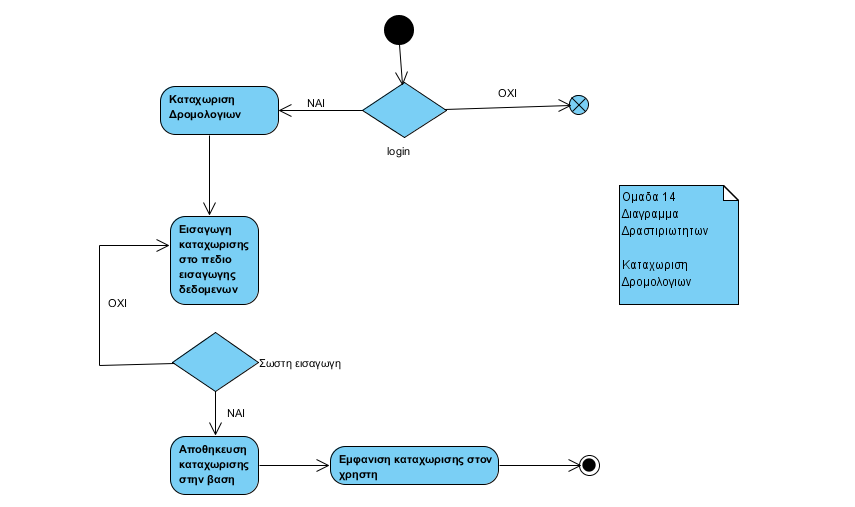 Καταχωριση
Δρομολογιων
ΝΑΙ
ΟΧΙ
login
Ομαδα 14
Διαγραμμα
Δραστιριωτητων
Καταχωριση
Δρομολογιων
Εισαγωγη
καταχωρισης
στο πεδιο
εισαγωγης
δεδομενων
ΟΧΙ
Σωστη εισαγωγη
ΝΑΙ
Αποθηκευση
καταχωρισης
στην βαση
Εμφανιση καταχωρισης στον
χρηστη